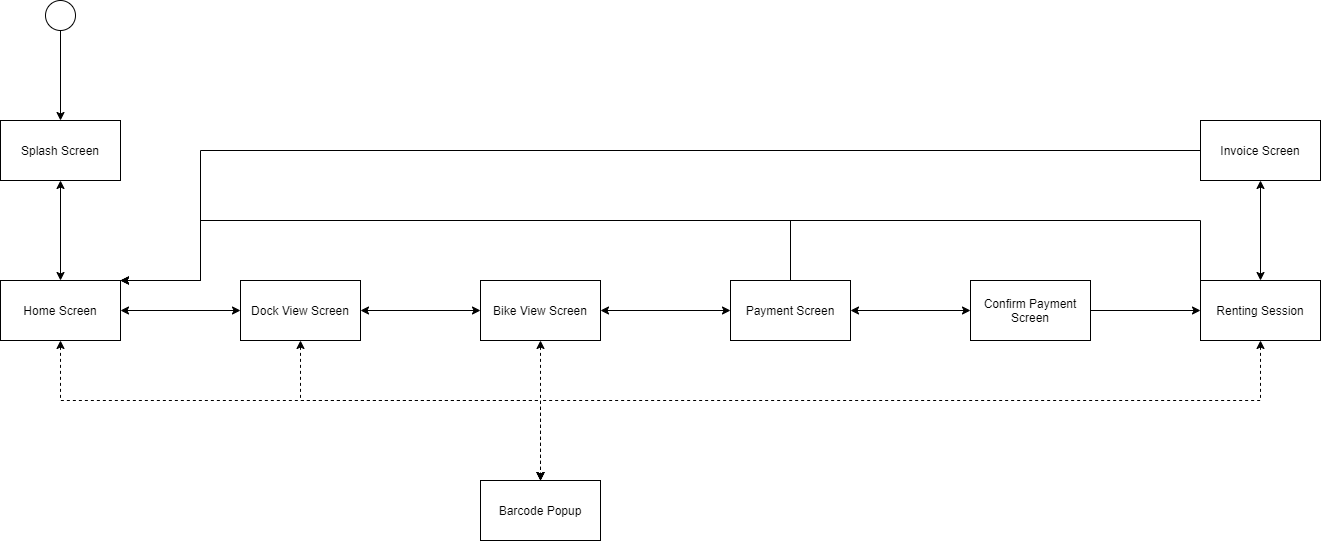 Splash Screen
Invoice Screen
Home Screen
Dock View Screen
Bike View Screen
Payment Screen
Confirm Payment
Screen
Renting Session
Barcode Popup